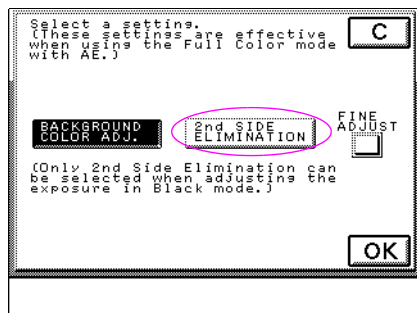 Select a setting.
(These settings are effective
when using the Full Color mode
with AE.)
C
BACKGROUND
COLOR ADJ.
2nd SIDE
ELIMINATION
FINE
ADJUST
(Only 2nd Side Elimination can
be selected when adjusting the
exposure in Black mode.)
OK